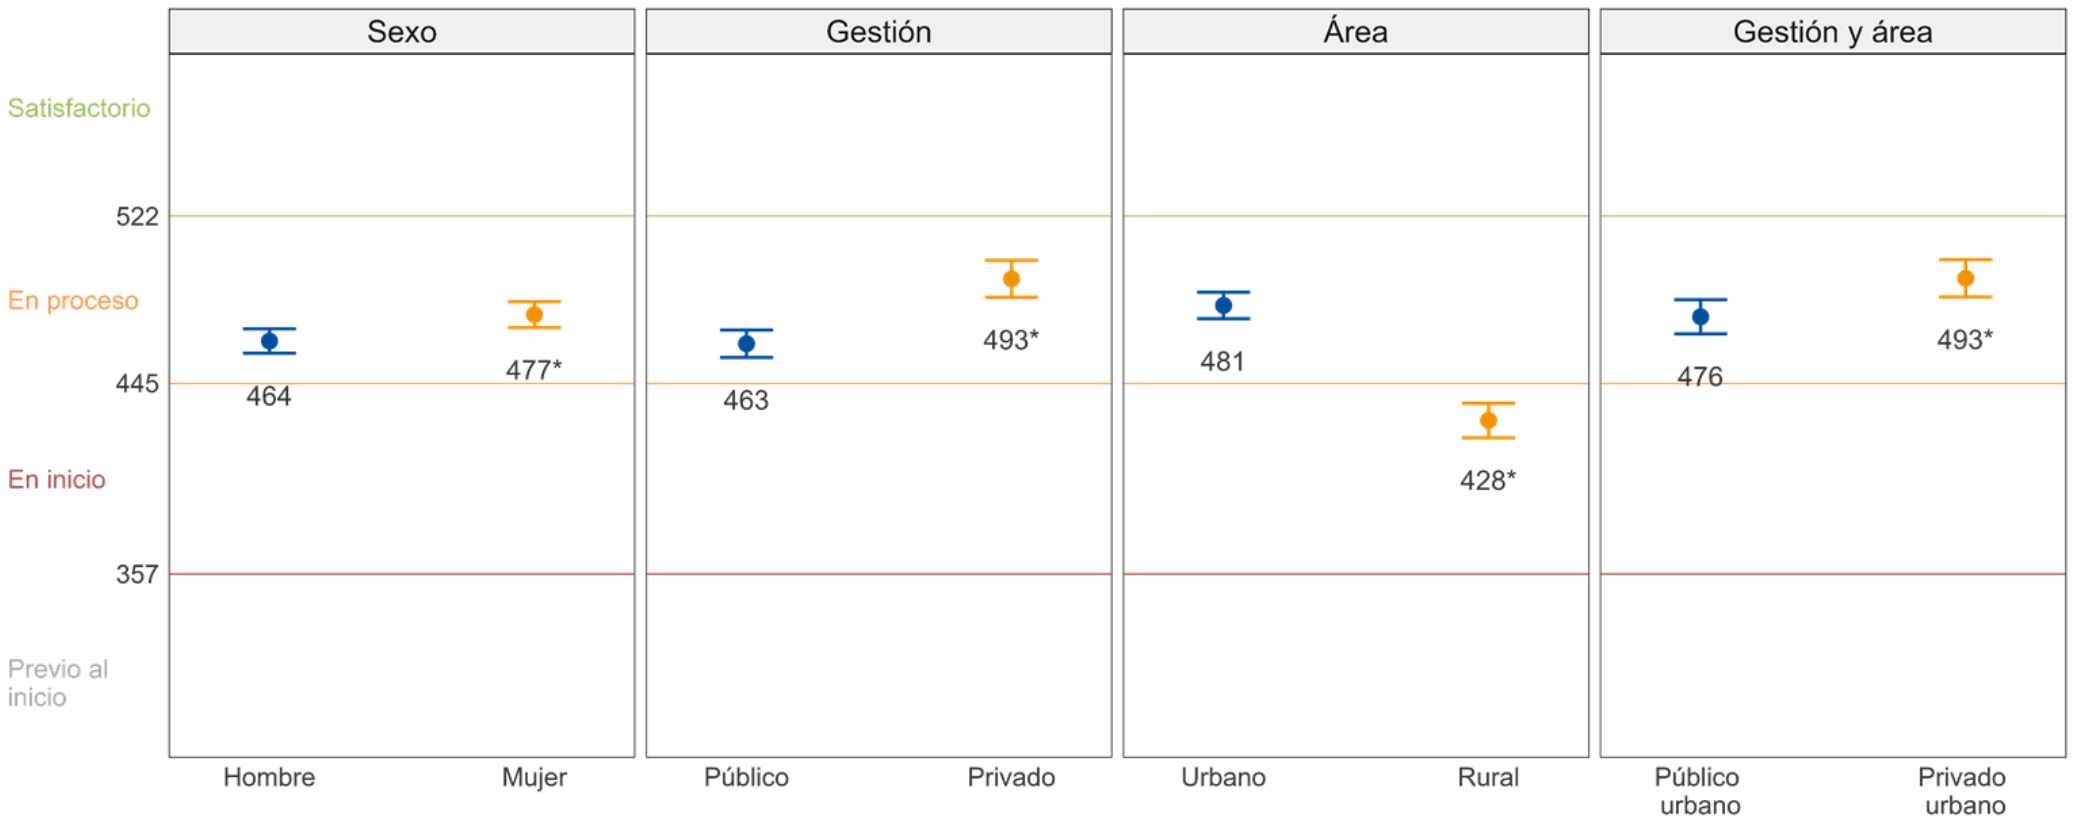 Sexo
Gestión
Área
Gestión y área
Satisfactorio
522
En proceso
493*
493*
481
477*
476
445
464
463
En inicio
428*
357
Previo al
inicio
Hombre
Mujer
Público
Privado
Urbano
Rural
Público
urbano
Privado
urbano